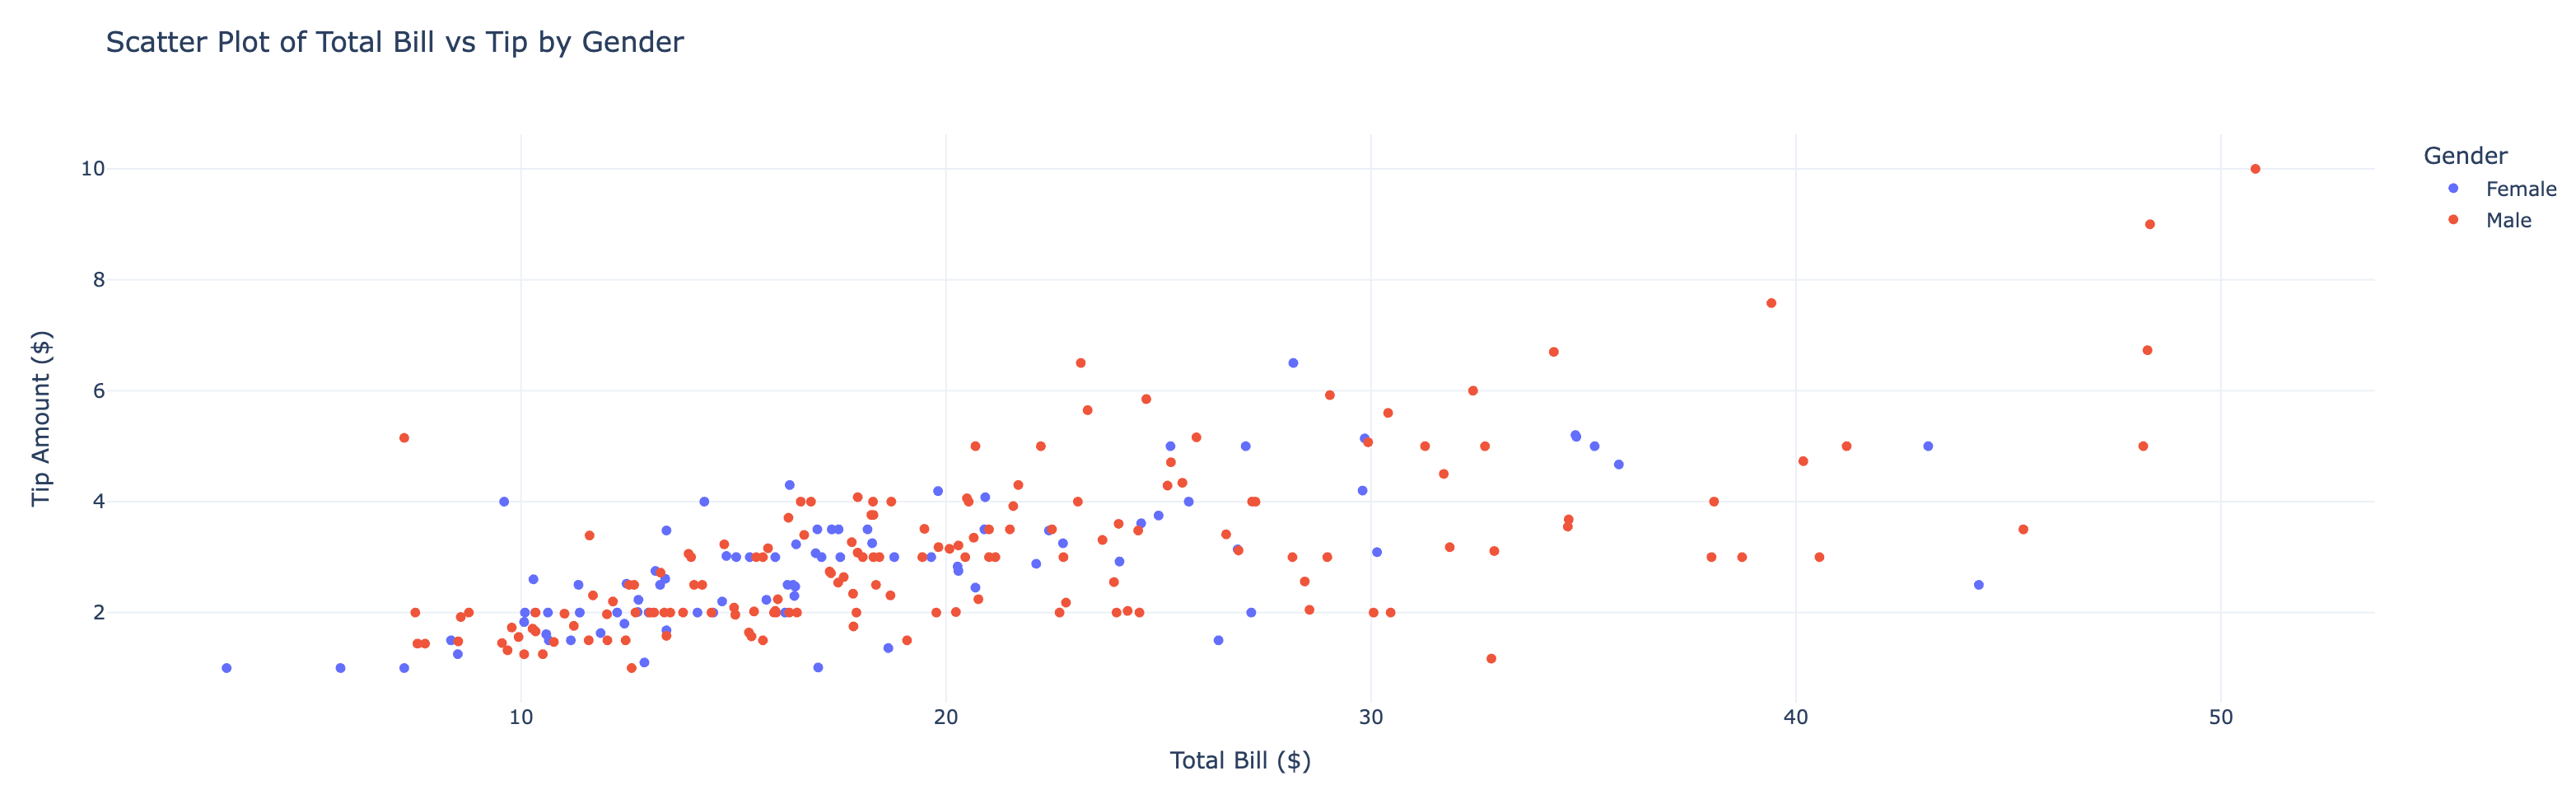 Scatter Plot of Total Bill vs Tip by Gender
Gender
Female
Male
10
8
6
4
2
Tip Amount ($)
10 20 30 40 50
Total Bill ($)